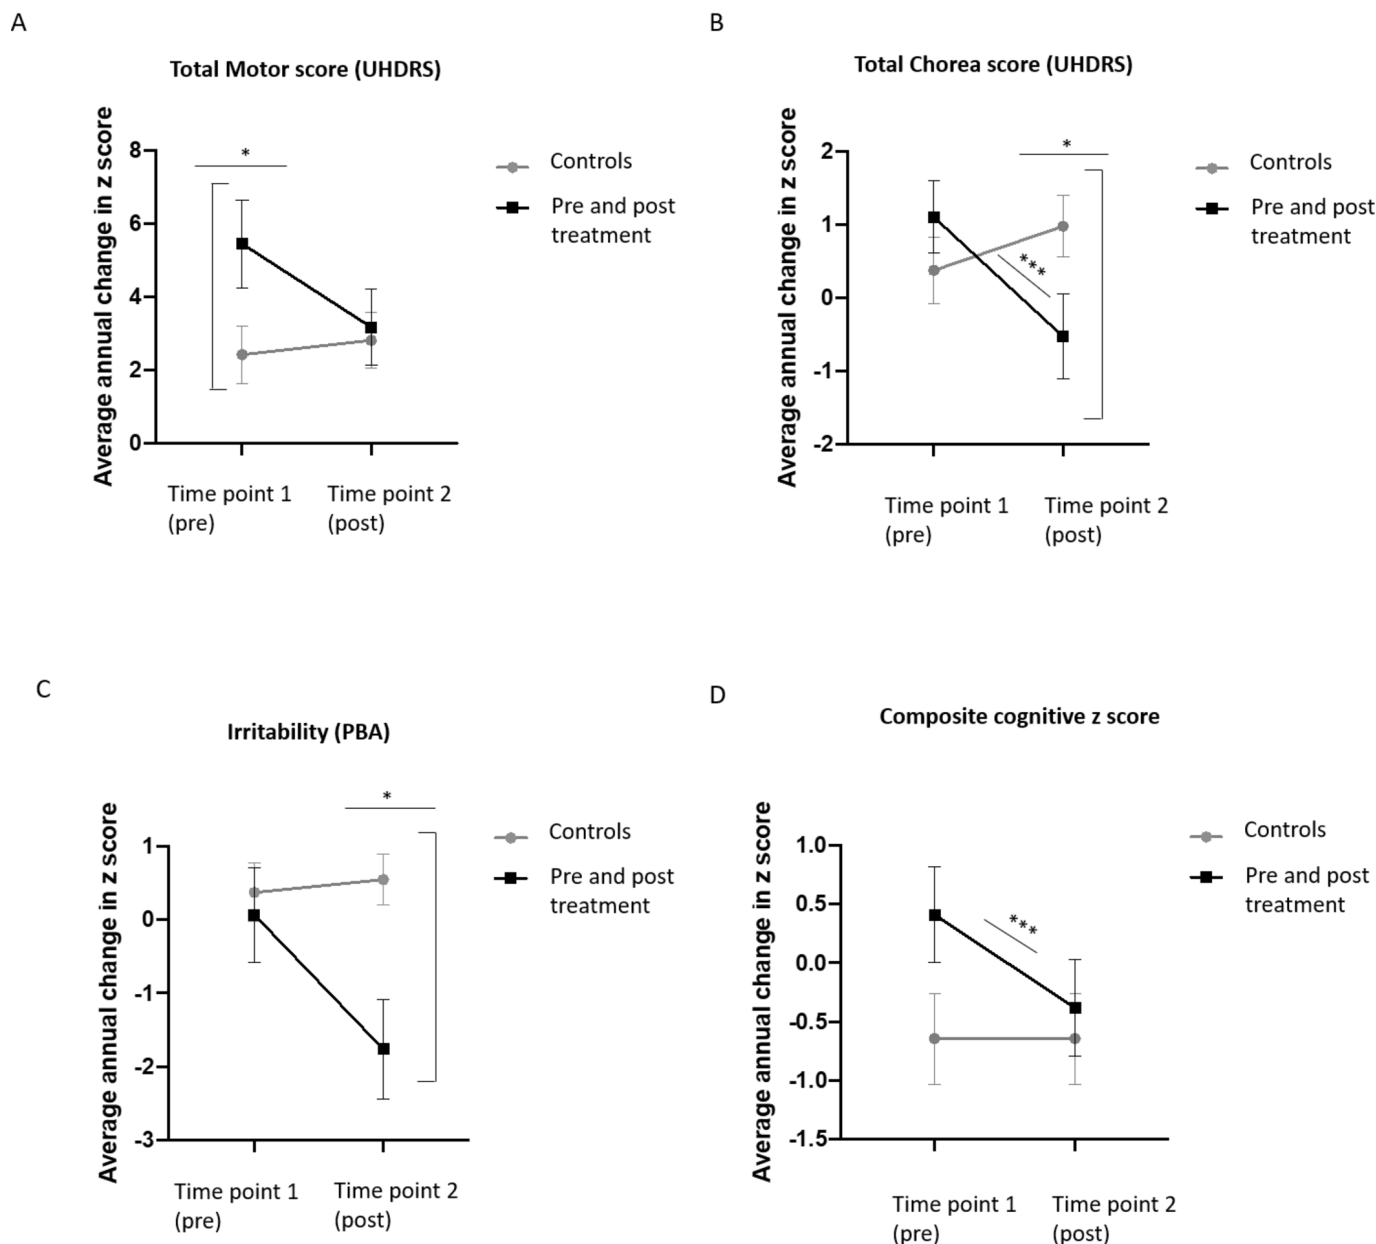 A
Total Motor score (UHDRS)
Average annual change in z score
8
6
4
2
0
*
Controls
Pre and post
treatment
Time point 1
(pre)
Time point 2
(post)
B
Total Chorea score (UHDRS)
Average annual change in z score
2
1
0
-1
-2
*
***
Controls
Pre and post
treatment
Time point 1
(pre)
Time point 2
(post)
C
Irritability (PBA)
Average annual change in z score
1
0
-1
-2
-3
*
Controls
Pre and post
treatment
Time point 1
(pre)
Time point 2
(post)
D
Composite cognitive z score
Average annual change in z score
1.0
0.5
0.0
-0.5
-1.0
-1.5
***
Controls
Pre and post
treatment
Time point 1
(pre)
Time point 2
(post)